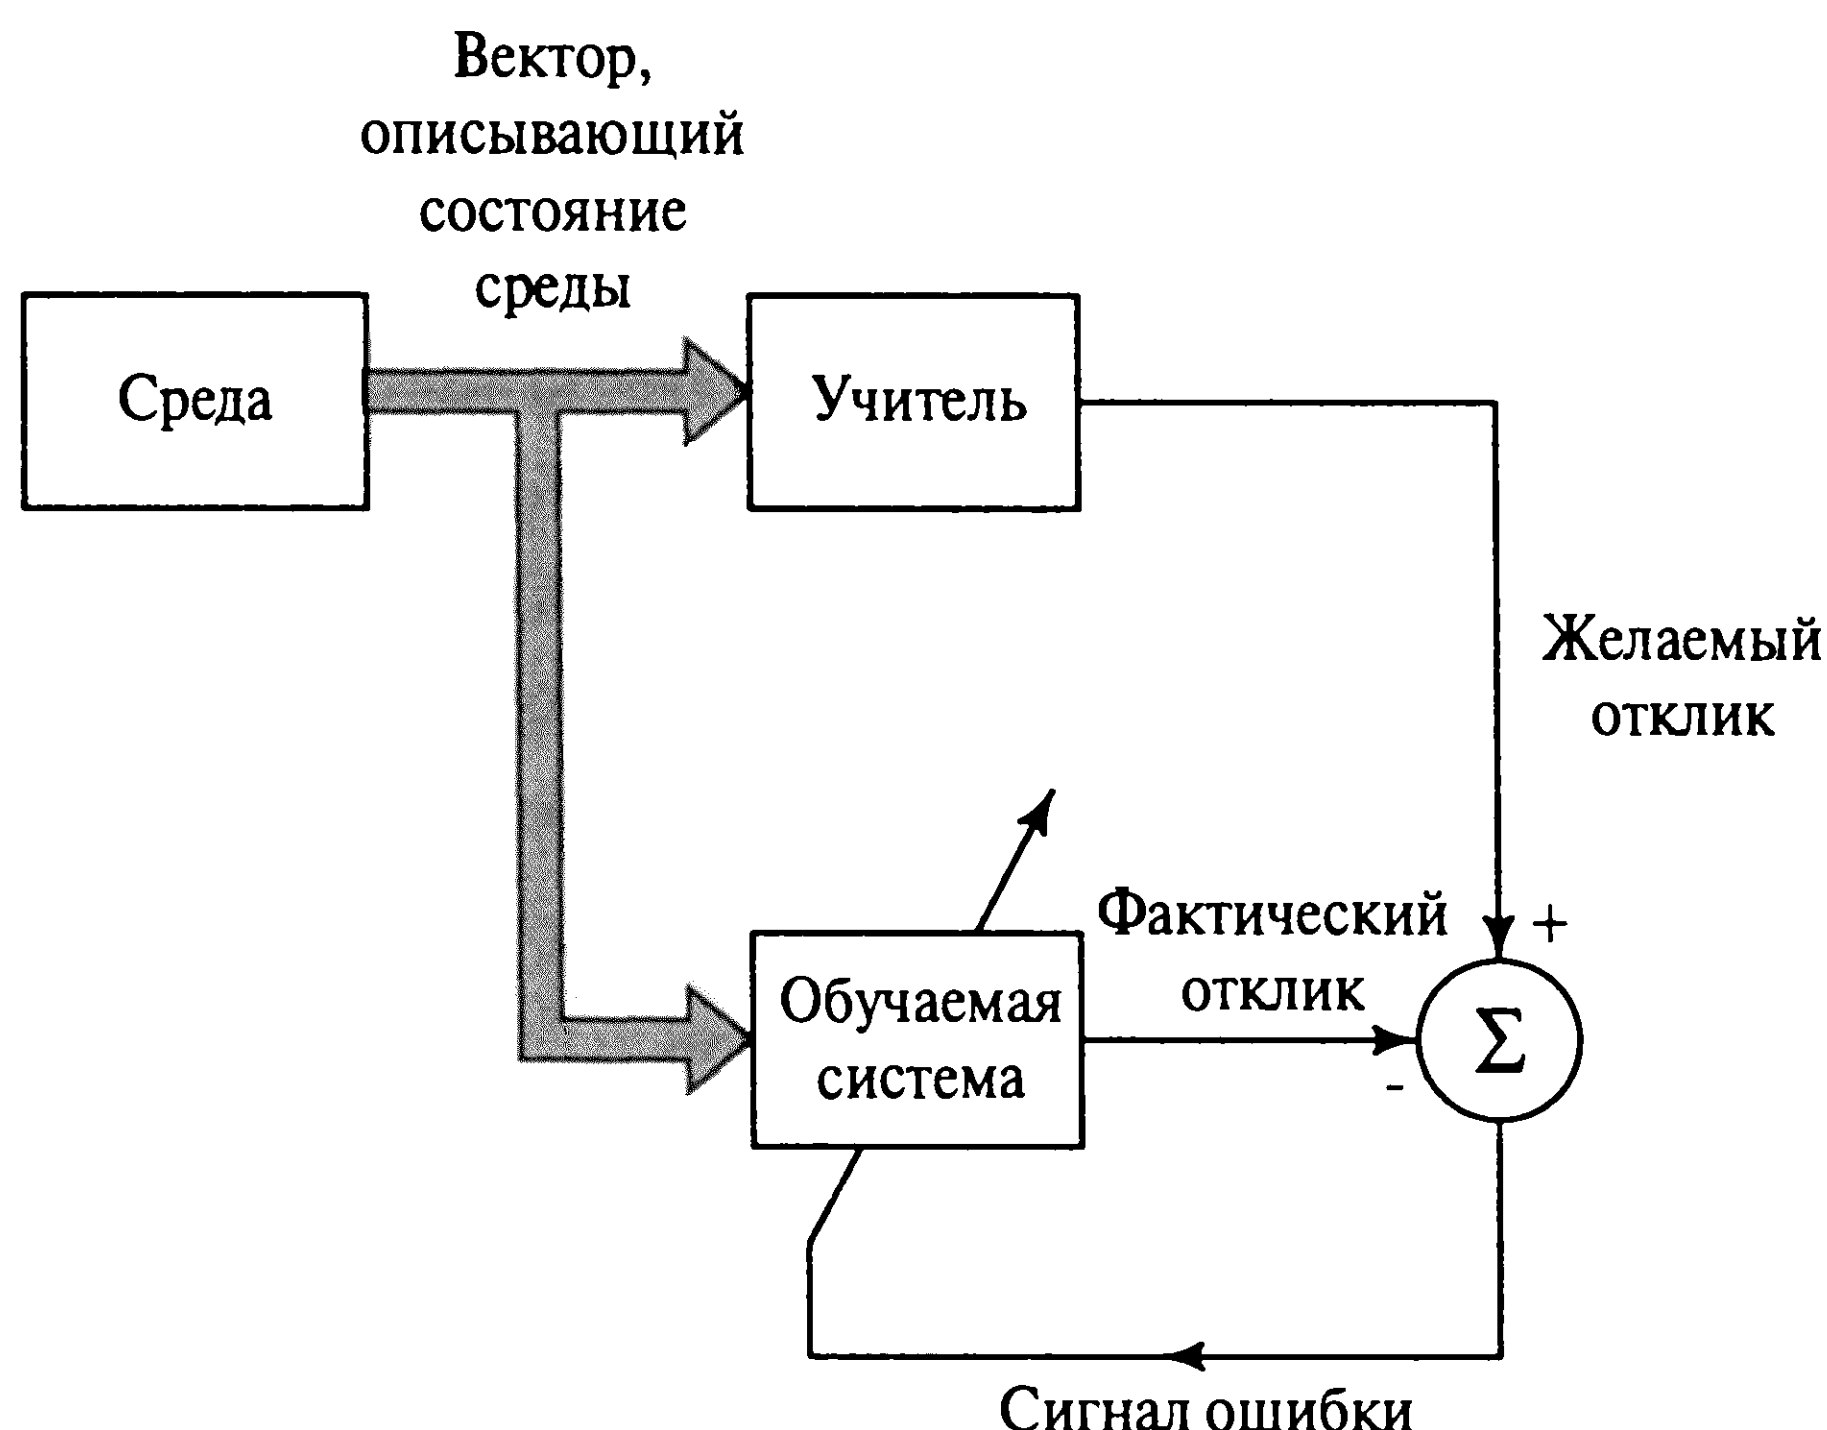 Вектор,
описывающий
состояние
среды
Среда
Учитель
Желаемый
отклик
Фактический
отклик
+
Обучаемая
система
Σ
-
Сигнал ошибки